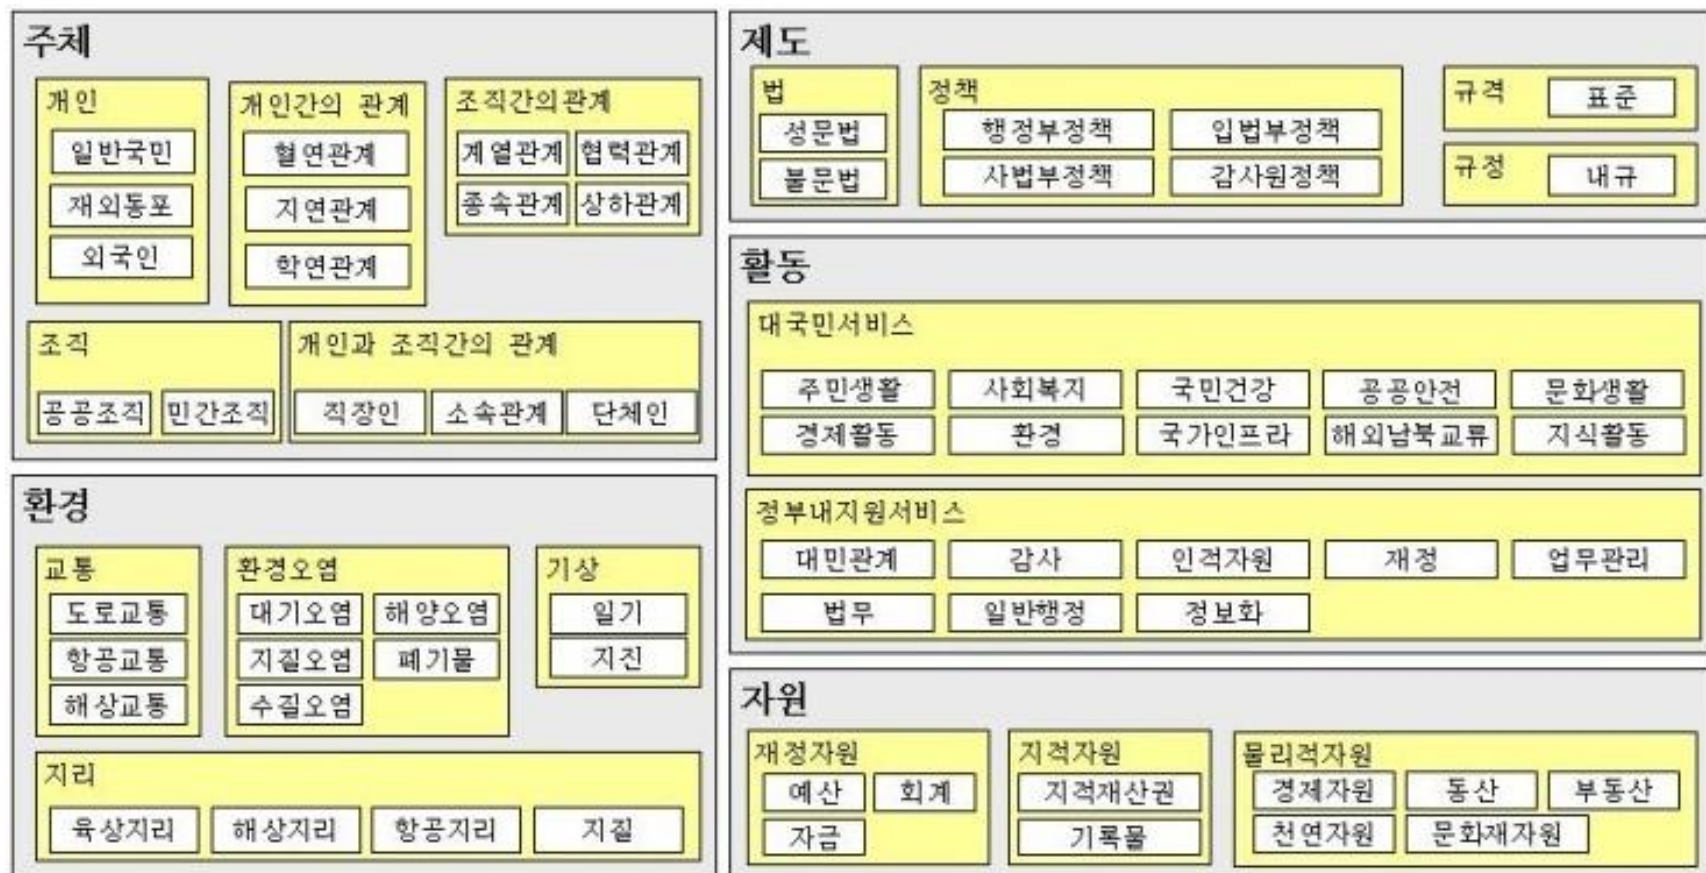 주체
개인
일반국민
재외동포
외국인
개인간의 관계
혈연관계
지연관계
학연관계
조직간의관계
계열관계 협력관계
종속관계 상하관계
조직
공공조직 민간조직
개인과 조직간의 관계
직장인 소속관계 단체인
환경
교통
도로교통
항공교통
해상교통
환경오염
대기오염 해양오염
지질오염 폐기물
수질오염
기상
일기
지진
지리
육상지리 해상지리 항공지리 지질
제도
법
성문법
불문법
정책
행정부정책 입법부정책
사법부정책 감사원정책
규격 표준
규정 내규
활동
대국민서비스
주민생활 사회복지 국민건강 공공안전 문화생활
경제활동 환경 국가인프라 해외남북교류 지식활동
정부내지원서비스
대민관계 감사 인적자원 재정 업무관리
법무 일반행정 정보화
자원
재정자원
예산 회계
자금
지적자원
지적재산권
기록물
물리적자원
경제자원 동산 부동산
천연자원 문화재자원